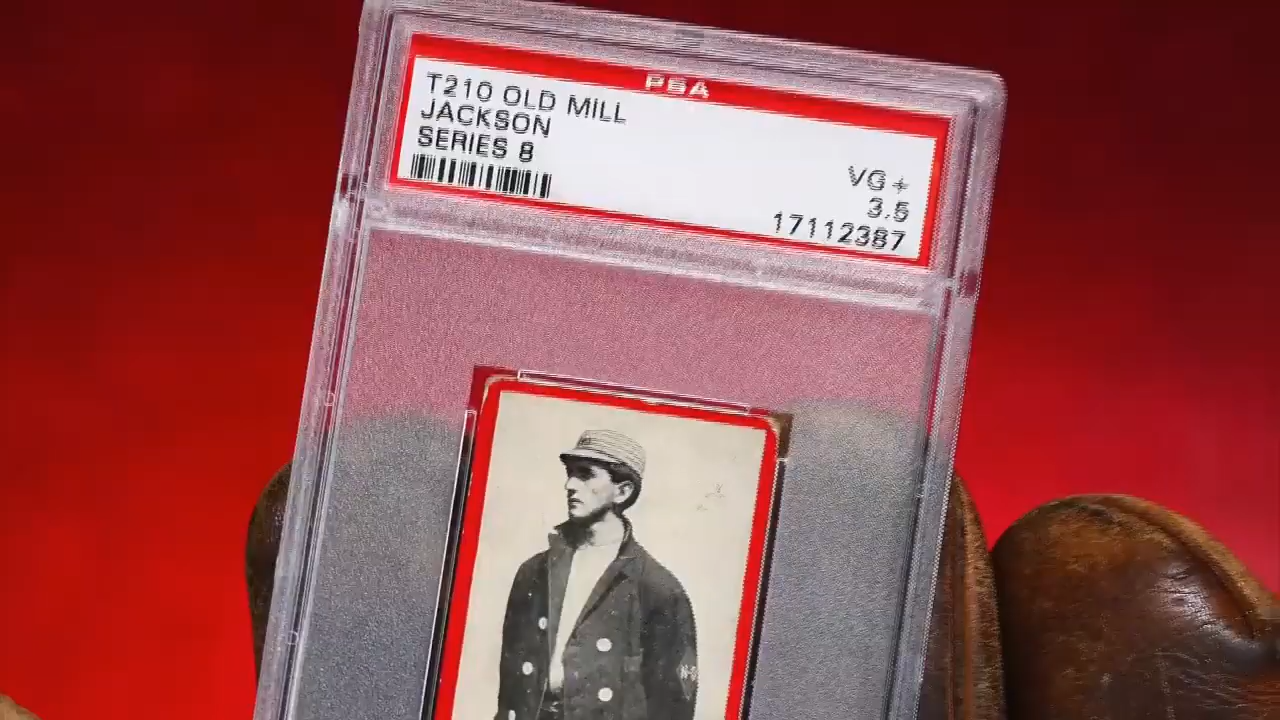 PSA
T210 OLD MILL
JACKSON
SERIES 8
VG+
3.5
17112387